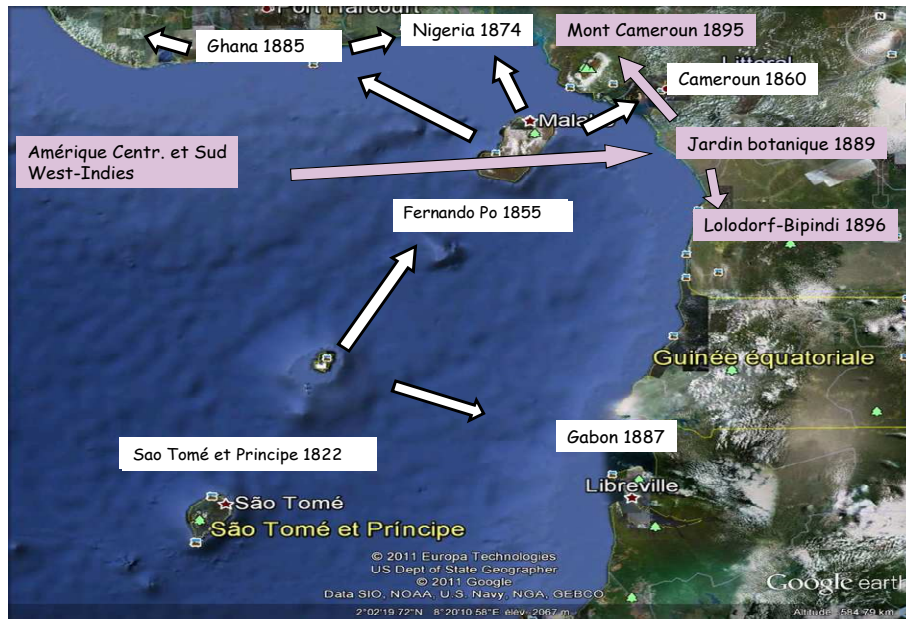 Port Harcourt
Ghana 1885
Nigeria 1874
Mont Cameroun 1895
Littoral
Cameroun 1860
Malabo
Amérique Centr. et Sud
West-Indies
Jardin botanique 1889
Fernando Po 1855
Lolodorf-Bipindi 1896
Guinée équatoriale
Gabon 1887
Sao Tomé et Principe 1822
Libreville
São Tomé
São Tomé et Príncipe
© 2011 Europa Technologies
US Dept of State Geographer
© 2011 Google
Data SIO, NOAA, U.S. Navy, NGA, GEBCO
Google earth
2°02'19.72"N 8°20'10.58"E élév. 2067 m
Altitude 584.79 km
N